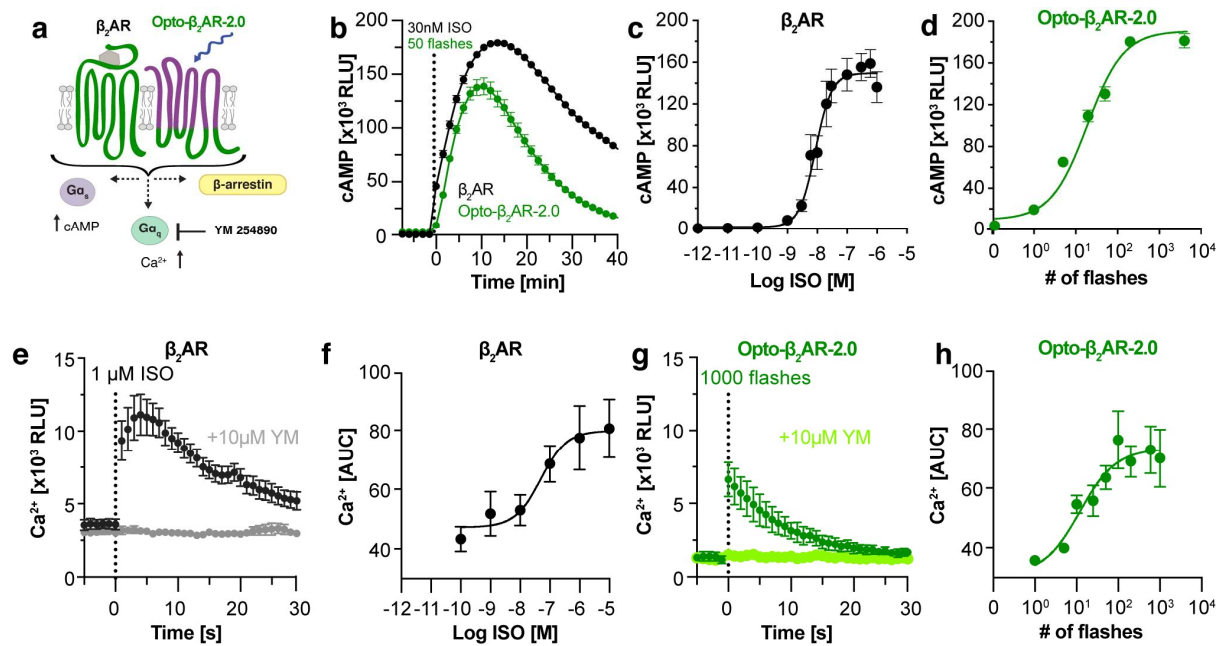 a
β₂AR
Opto-β₂AR-2.0
Gαs
↑ cAMP
β-arrestin
Gαq
YM 254890
Ca²⁺ ↑
b
30nM ISO
50 flashes
cAMP [x10³ RLU]
200
150
100
50
0
β₂AR
Opto-β₂AR-2.0
0 10 20 30 40
Time [min]
c
β₂AR
cAMP [x10³ RLU]
200
160
120
80
40
0
-12 -11 -10 -9 -8 -7 -6 -5
Log ISO [M]
d
Opto-β₂AR-2.0
cAMP [x10³ RLU]
200
160
120
80
40
0
0 10⁰ 10¹ 10² 10³ 10⁴
# of flashes
e
β₂AR
1 µM ISO
+10µM YM
Ca²⁺ [x10³ RLU]
15
10
5
0
0 10 20 30
Time [s]
f
β₂AR
Ca²⁺ [AUC]
100
80
60
40
-12 -11 -10 -9 -8 -7 -6 -5
Log ISO [M]
g
Opto-β₂AR-2.0
1000 flashes
+10µM YM
Ca²⁺ [x10³ RLU]
15
10
5
0
0 10 20 30
Time [s]
h
Opto-β₂AR-2.0
Ca²⁺ [AUC]
100
80
60
40
0 10⁰ 10¹ 10² 10³ 10⁴
# of flashes